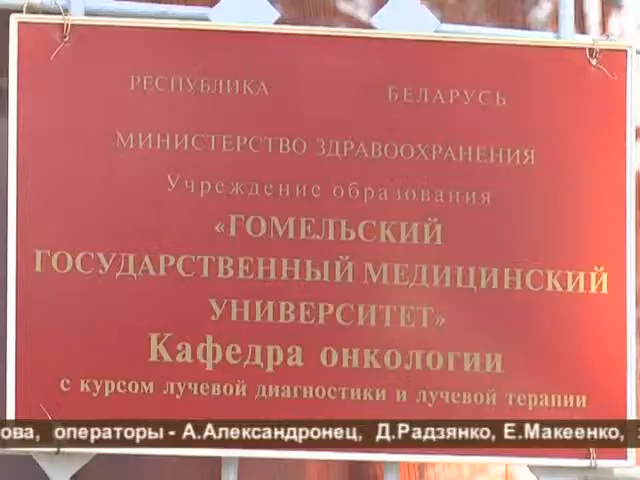 РЕСПУБЛИКА БЕЛАРУСЬ
МИНИСТЕРСТВО ЗДРАВООХРАНЕНИЯ
Учреждение образования
«ГОМЕЛЬСКИЙ
ГОСУДАРСТВЕННЫЙ МЕДИЦИНСКИЙ
УНИВЕРСИТЕТ»
Кафедра онкологии
с курсом лучевой диагностики и лучевой терапии
ова, операторы - А.Александронец, Д.Радзянко, Е.Макеенко,